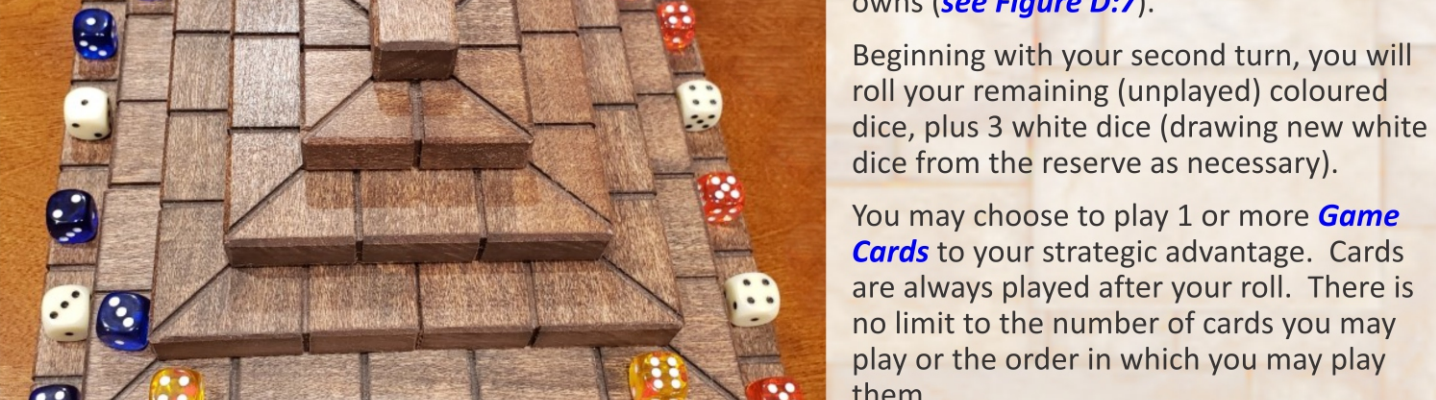 owns (see Figure D:7).
Beginning with your second turn, you will
roll your remaining (unplayed) coloured
dice, plus 3 white dice (drawing new white
dice from the reserve as necessary).
You may choose to play 1 or more Game
Cards to your strategic advantage.  Cards
are always played after your roll.  There is
no limit to the number of cards you may
play or the order in which you may play
them